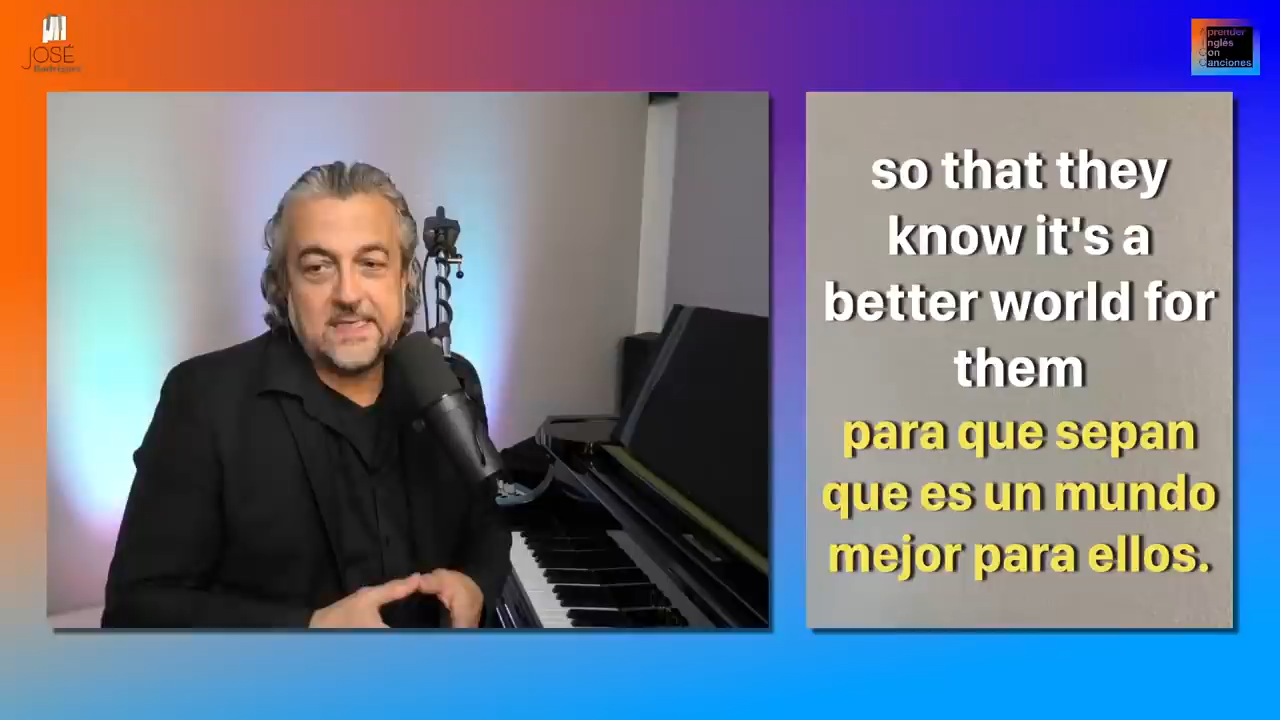 JOSÉ
Rodríguez
Aprender
Inglés
Con
Canciones
so that they
know it's a
better world for
them
para que sepan
que es un mundo
mejor para ellos.